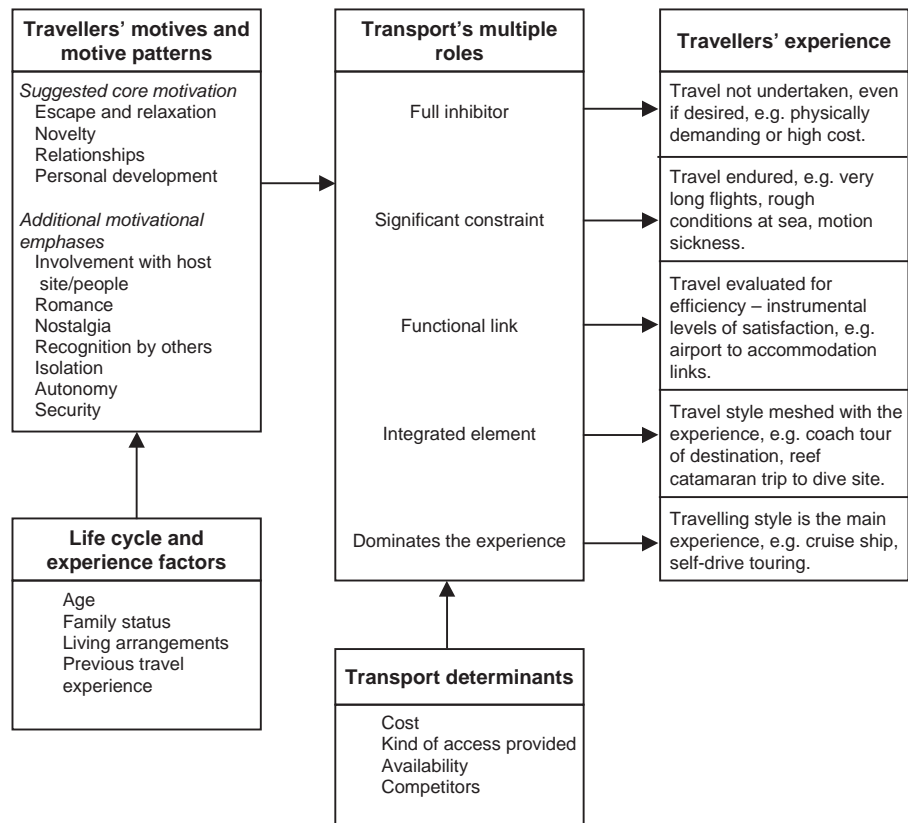 Travellers' motives and
motive patterns
Suggested core motivation
Escape and relaxation
Novelty
Relationships
Personal development
Additional motivational
emphases
Involvement with host
site/people
Romance
Nostalgia
Recognition by others
Isolation
Autonomy
Security
Life cycle and
experience factors
Age
Family status
Living arrangements
Previous travel
experience
Transport's multiple
roles
Full inhibitor
Significant constraint
Functional link
Integrated element
Dominates the experience
Transport determinants
Cost
Kind of access provided
Availability
Competitors
Travellers' experience
Travel not undertaken, even
if desired, e.g. physically
demanding or high cost.
Travel endured, e.g. very
long flights, rough
conditions at sea, motion
sickness.
Travel evaluated for
efficiency – instrumental
levels of satisfaction, e.g.
airport to accommodation
links.
Travel style meshed with the
experience, e.g. coach tour
of destination, reef
catamaran trip to dive site.
Travelling style is the main
experience, e.g. cruise ship,
self-drive touring.